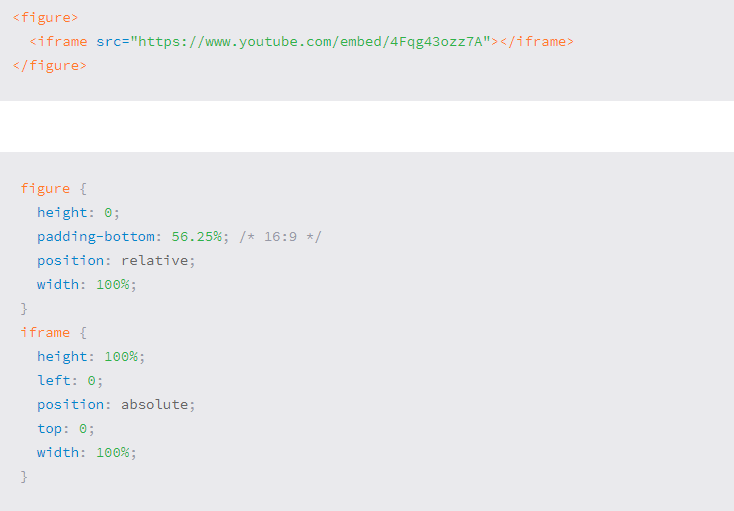 <figure>
<iframe src="https://www.youtube.com/embed/4Fqg43ozz7A"></iframe>
</figure>
figure {
height: 0;
padding-bottom: 56.25%; /* 16:9 */
position: relative;
width: 100%;
}
iframe {
height: 100%;
left: 0;
position: absolute;
top: 0;
width: 100%;
}